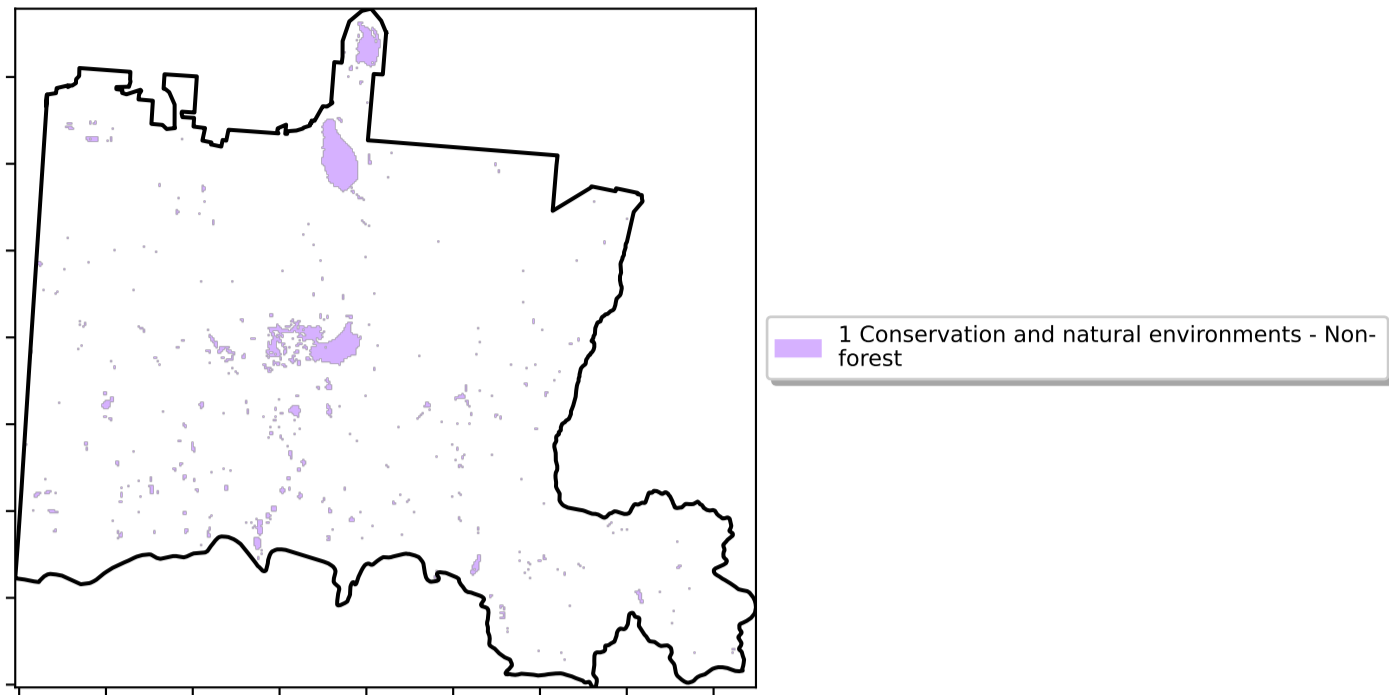 1 Conservation and natural environments - Non-
forest